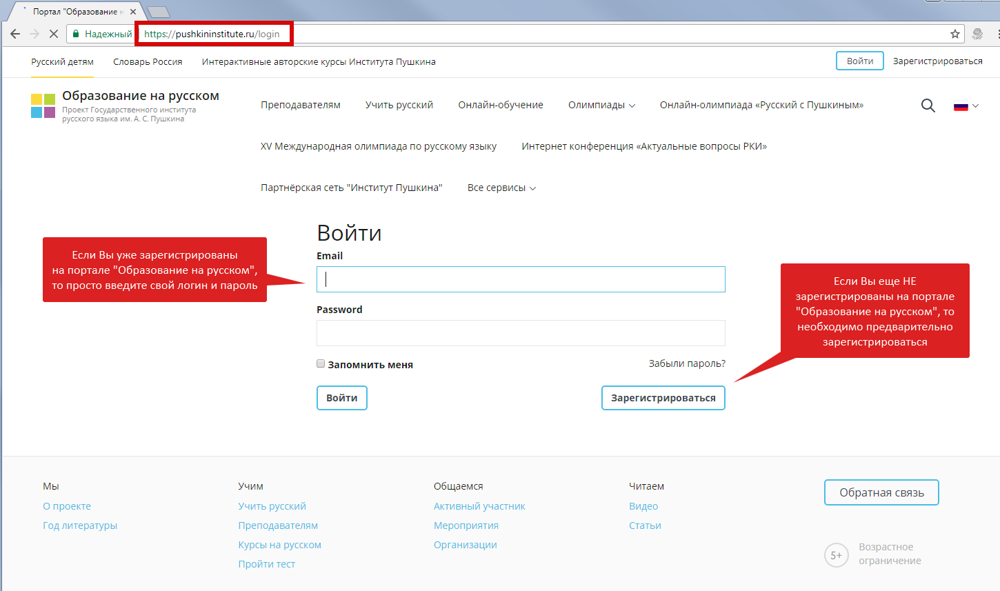 Портал "Образование н
Надежный
https://pushkininstitute.ru/login
Русский детям
Словарь Россия
Интерактивные авторские курсы Института Пушкина
Войти
Зарегистрироваться
Образование на русском
Проект Государственного института
русского языка им. А. С. Пушкина
Преподавателям
Учить русский
Онлайн-обучение
Олимпиады
Онлайн-олимпиада «Русский с Пушкиным»
XV Международная олимпиада по русскому языку
Интернет конференция «Актуальные вопросы РКИ»
Партнёрская сеть "Институт Пушкина"
Все сервисы
Войти
Email
Если Вы уже зарегистрированы
на портале "Образование на русском",
то просто введите свой логин и пароль
Если Вы еще НЕ
зарегистрированы на портале
"Образование на русском", то
необходимо предварительно
зарегистрироваться
Password
Запомнить меня
Забыли пароль?
Войти
Зарегистрироваться
Мы
О проекте
Год литературы
Учим
Учить русский
Преподавателям
Курсы на русском
Пройти тест
Общаемся
Активный участник
Мероприятия
Организации
Читаем
Видео
Статьи
Обратная связь
5+
Возрастное
ограничение